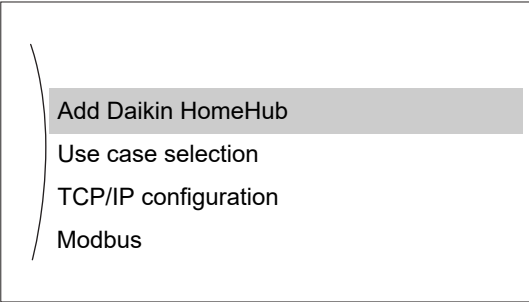 Add Daikin HomeHub
Use case selection
TCP/IP configuration
Modbus